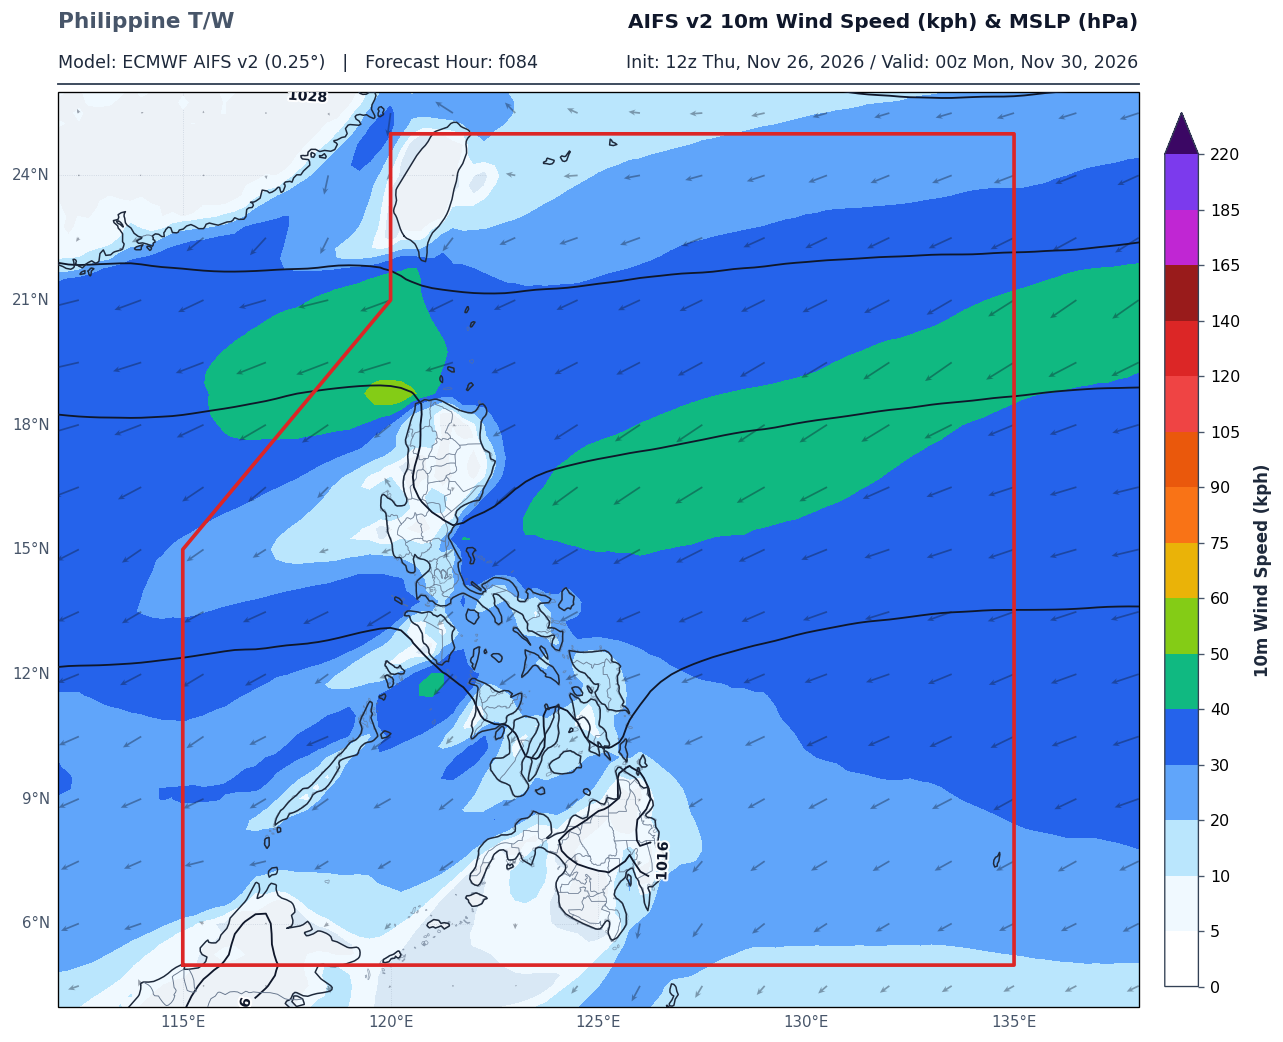 Philippine T/W
AIFS v2 10m Wind Speed (kph) & MSLP (hPa)
Model: ECMWF AIFS v2 (0.25°) | Forecast Hour: f084
Init: 12z Thu, Nov 26, 2026 / Valid: 00z Mon, Nov 30, 2026
1028
24°N
21°N
18°N
15°N
12°N
9°N
6°N
1016
115°E
120°E
125°E
130°E
135°E
220
185
165
140
120
105
90
75
60
50
40
30
20
10
5
0
10m Wind Speed (kph)